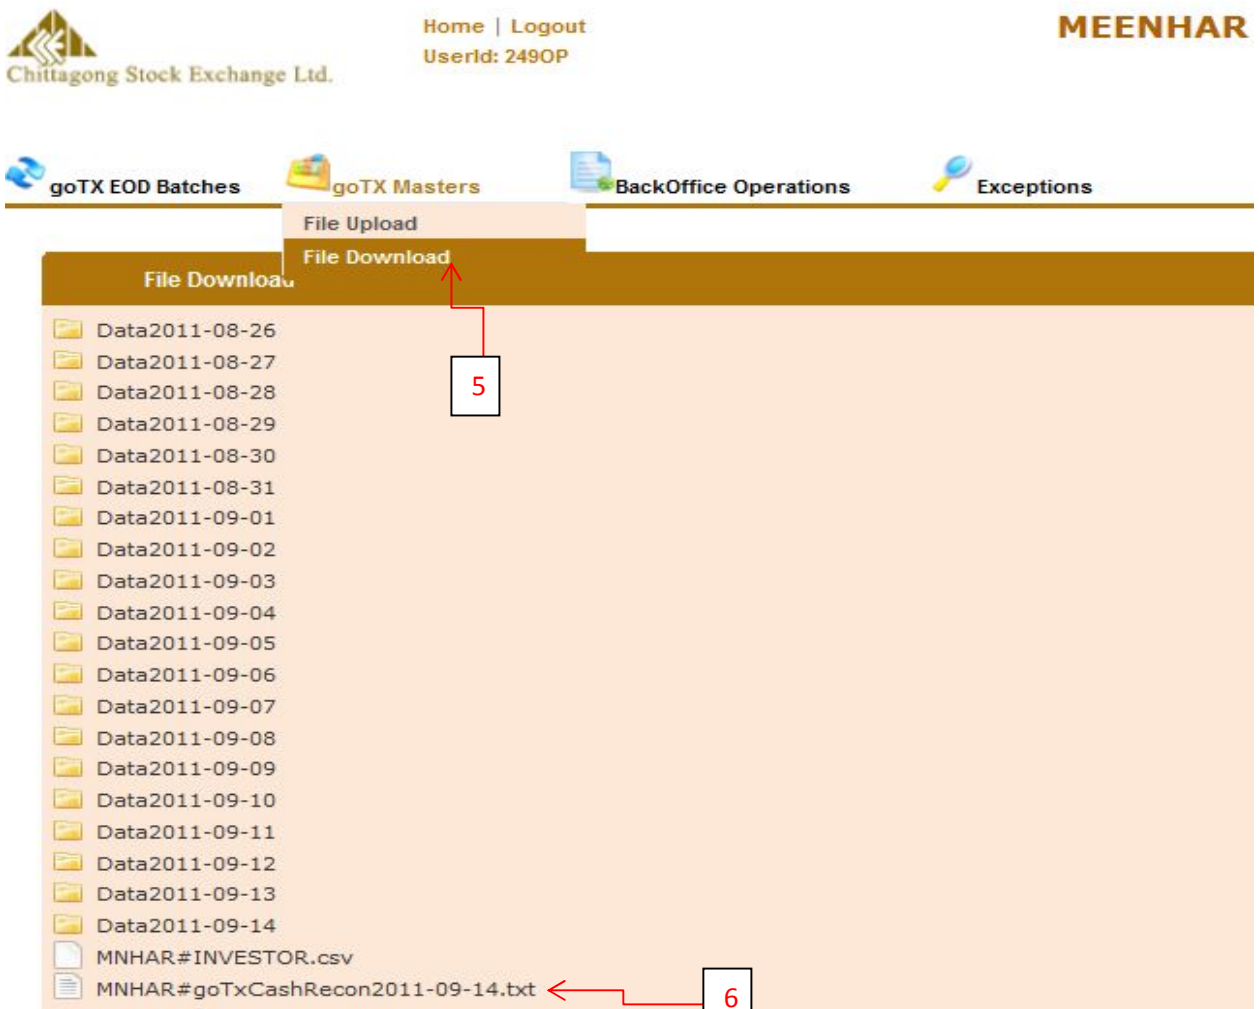 Home | Logout
MEENHAR
UserId: 249OP
Chittagong Stock Exchange Ltd.
goTX EOD Batches
goTX Masters
BackOffice Operations
Exceptions
File Upload
File Download
File Download
Data2011-08-26
Data2011-08-27
Data2011-08-28
Data2011-08-29
Data2011-08-30
Data2011-08-31
Data2011-09-01
Data2011-09-02
Data2011-09-03
Data2011-09-04
Data2011-09-05
Data2011-09-06
Data2011-09-07
Data2011-09-08
Data2011-09-09
Data2011-09-10
Data2011-09-11
Data2011-09-12
Data2011-09-13
Data2011-09-14
MNHAR#INVESTOR.csv
MNHAR#goTxCashRecon2011-09-14.txt
5
6